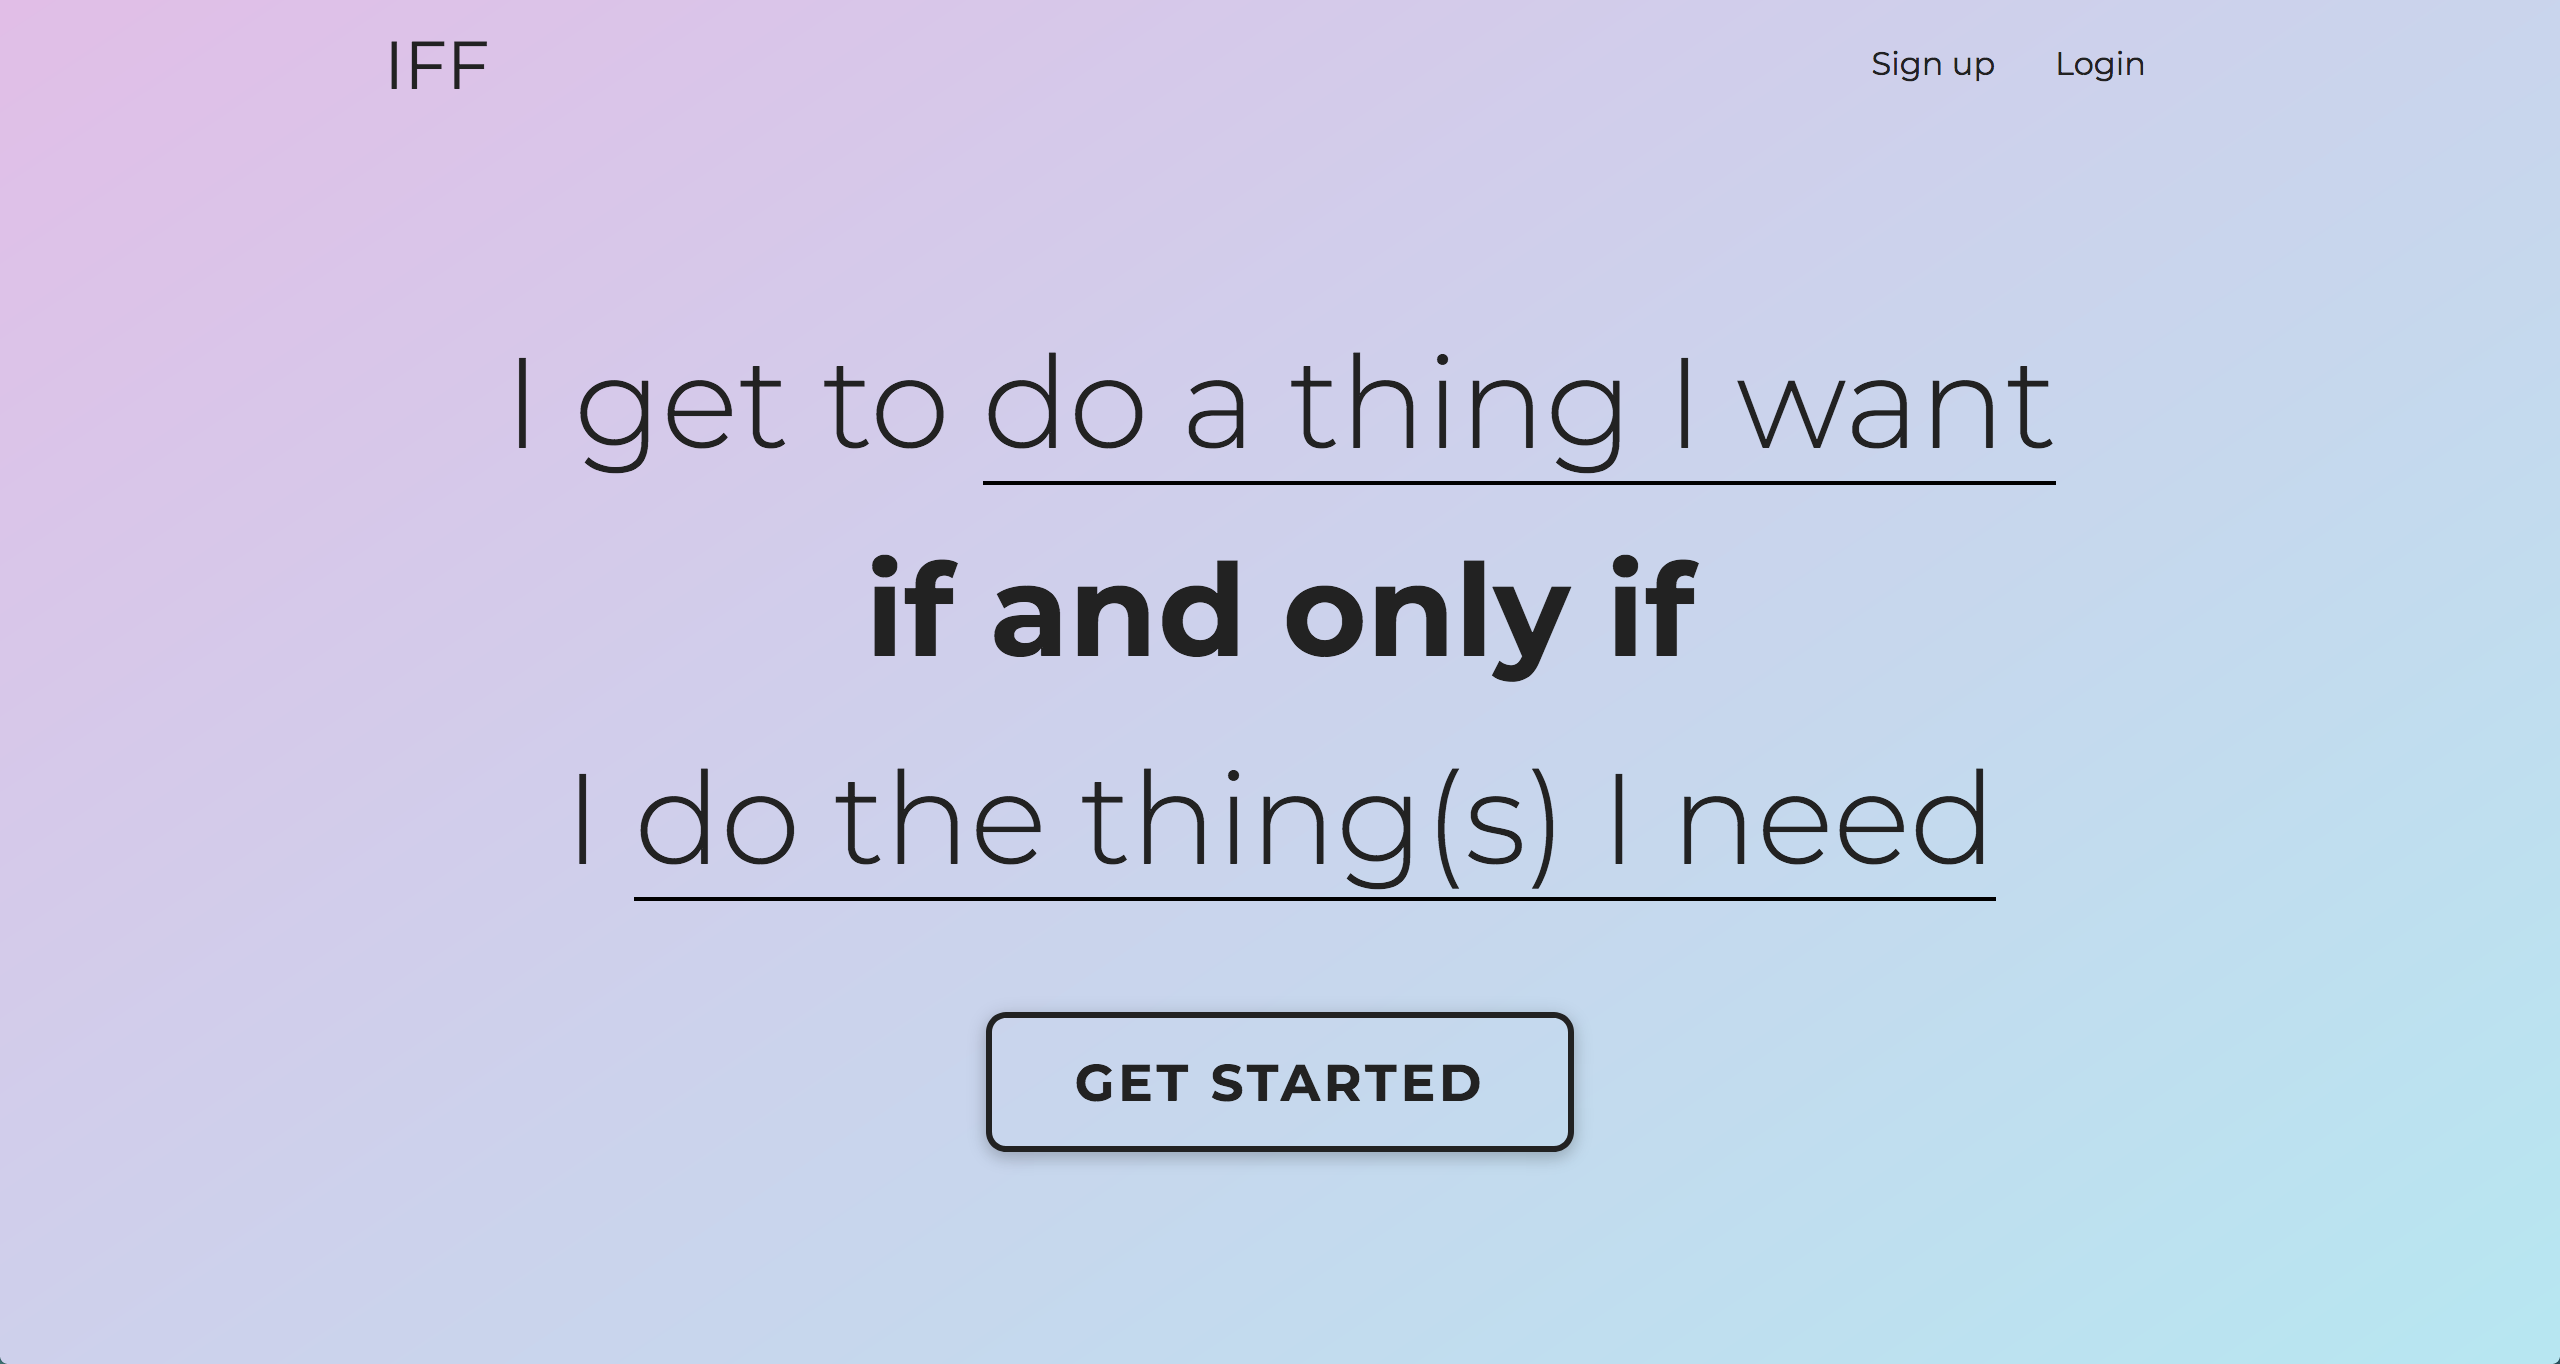 IFF
Sign up Login
I get to do a thing I want
if and only if
I do the thing(s) I need
GET STARTED